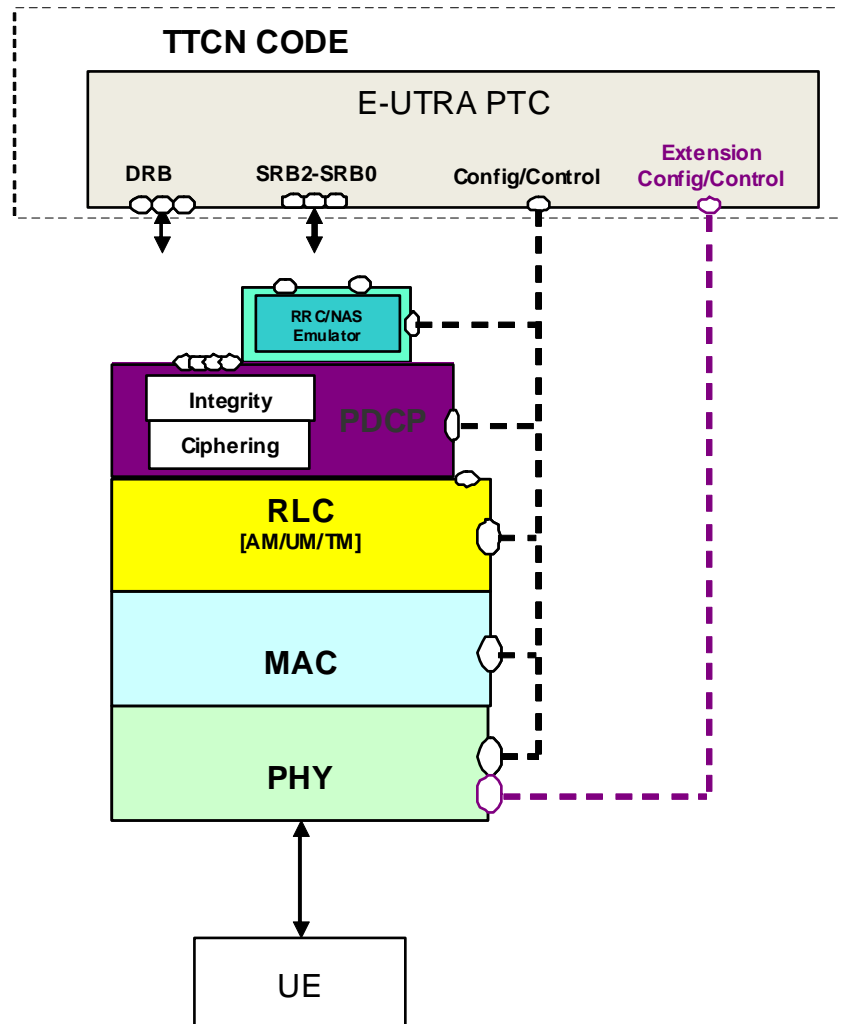 TTCN CODE
E-UTRA PTC
DRB
SRB2-SRB0
Config/Control
Extension
Config/Control
RRC/NAS
Emulator
Integrity
Ciphering
PDCP
RLC
[AM/UM/TM]
MAC
PHY
UE